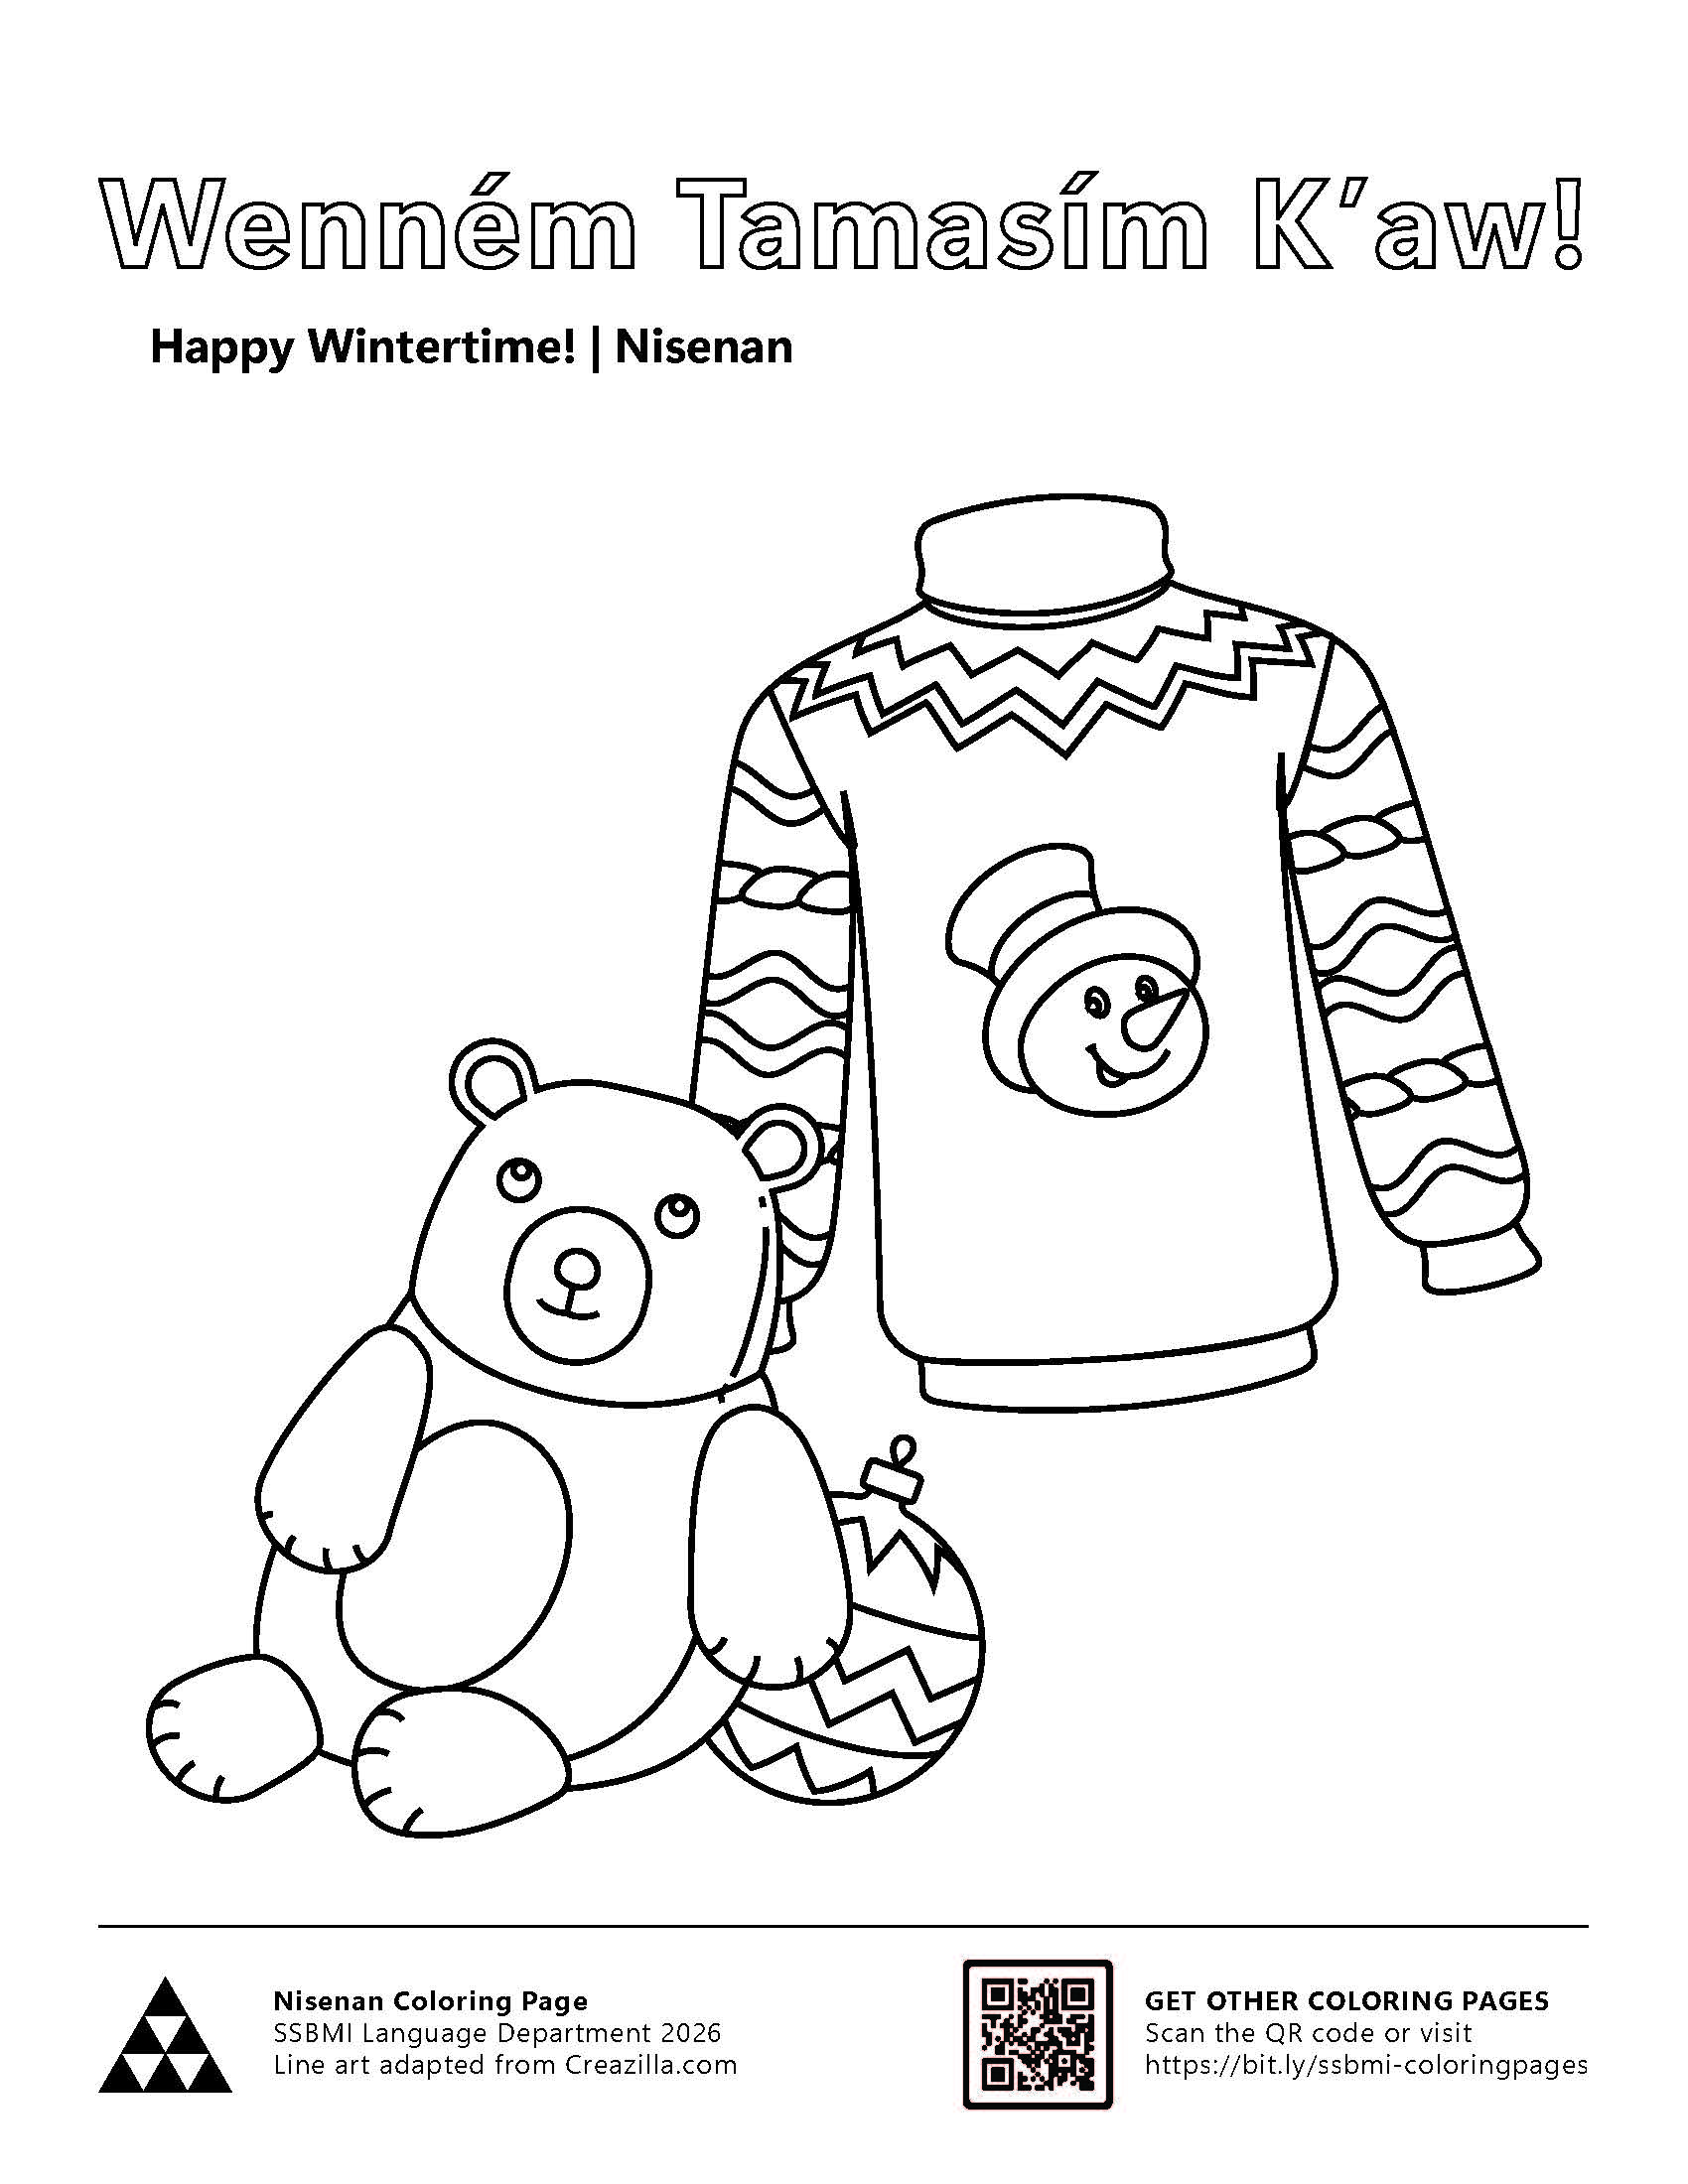 Wenném Tamasím K’aw!
Happy Wintertime! | Nisenan
Nisenan Coloring Page
SSBMI Language Department 2026
Line art adapted from Creazilla.com
GET OTHER COLORING PAGES
Scan the QR code or visit
https://bit.ly/ssbmi-coloringpages